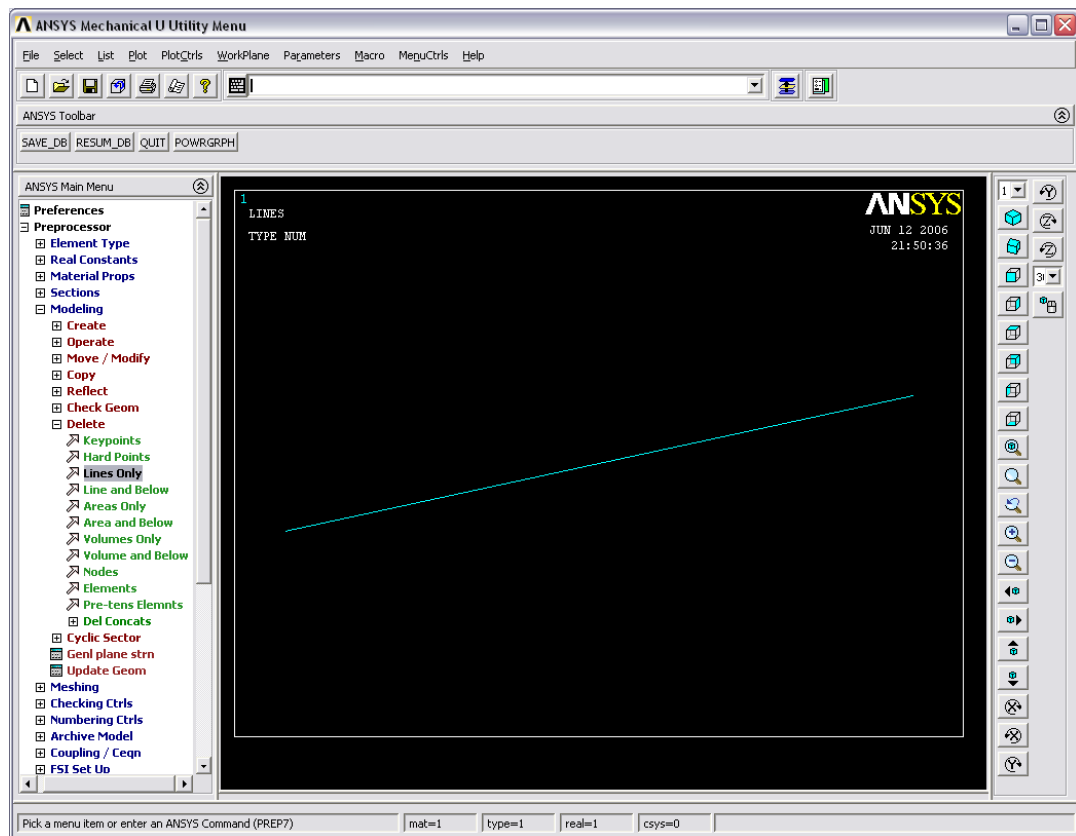 ANSYS Mechanical U Utility Menu
File Select List Plot PlotCtrls WorkPlane Parameters Macro MenuCtrls Help
ANSYS Toolbar
SAVE_DB RESUM_DB QUIT POWRGRPH
ANSYS Main Menu
Preferences
Preprocessor
Element Type
Real Constants
Material Props
Sections
Modeling
Create
Operate
Move / Modify
Copy
Reflect
Check Geom
Delete
Keypoints
Hard Points
Lines Only
Line and Below
Areas Only
Area and Below
Volumes Only
Volume and Below
Nodes
Elements
Pre-tens Elemnts
Del Concats
Cyclic Sector
Genl plane strn
Update Geom
Meshing
Checking Ctrls
Numbering Ctrls
Archive Model
Coupling / Ceqn
FSI Set Up
1
LINES
TYPE NUM
ANSYS
JUN 12 2006
21:50:36
1
Y
Z
Z
X
X
Y
Pick a menu item or enter an ANSYS Command (PREP7) mat=1 type=1 real=1 csys=0